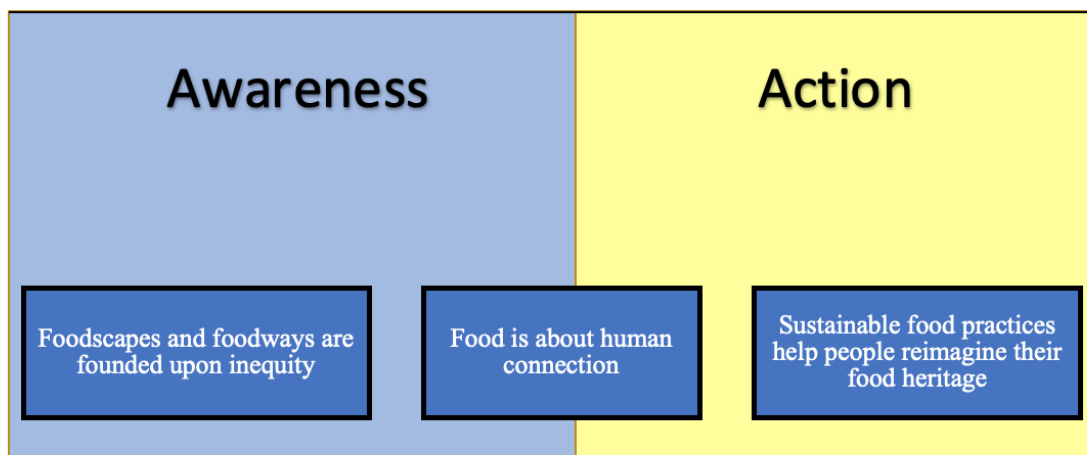 Awareness
Action
Foodscapes and foodways are
founded upon inequity
Food is about human
connection
Sustainable food practices
help people reimagine their
food heritage